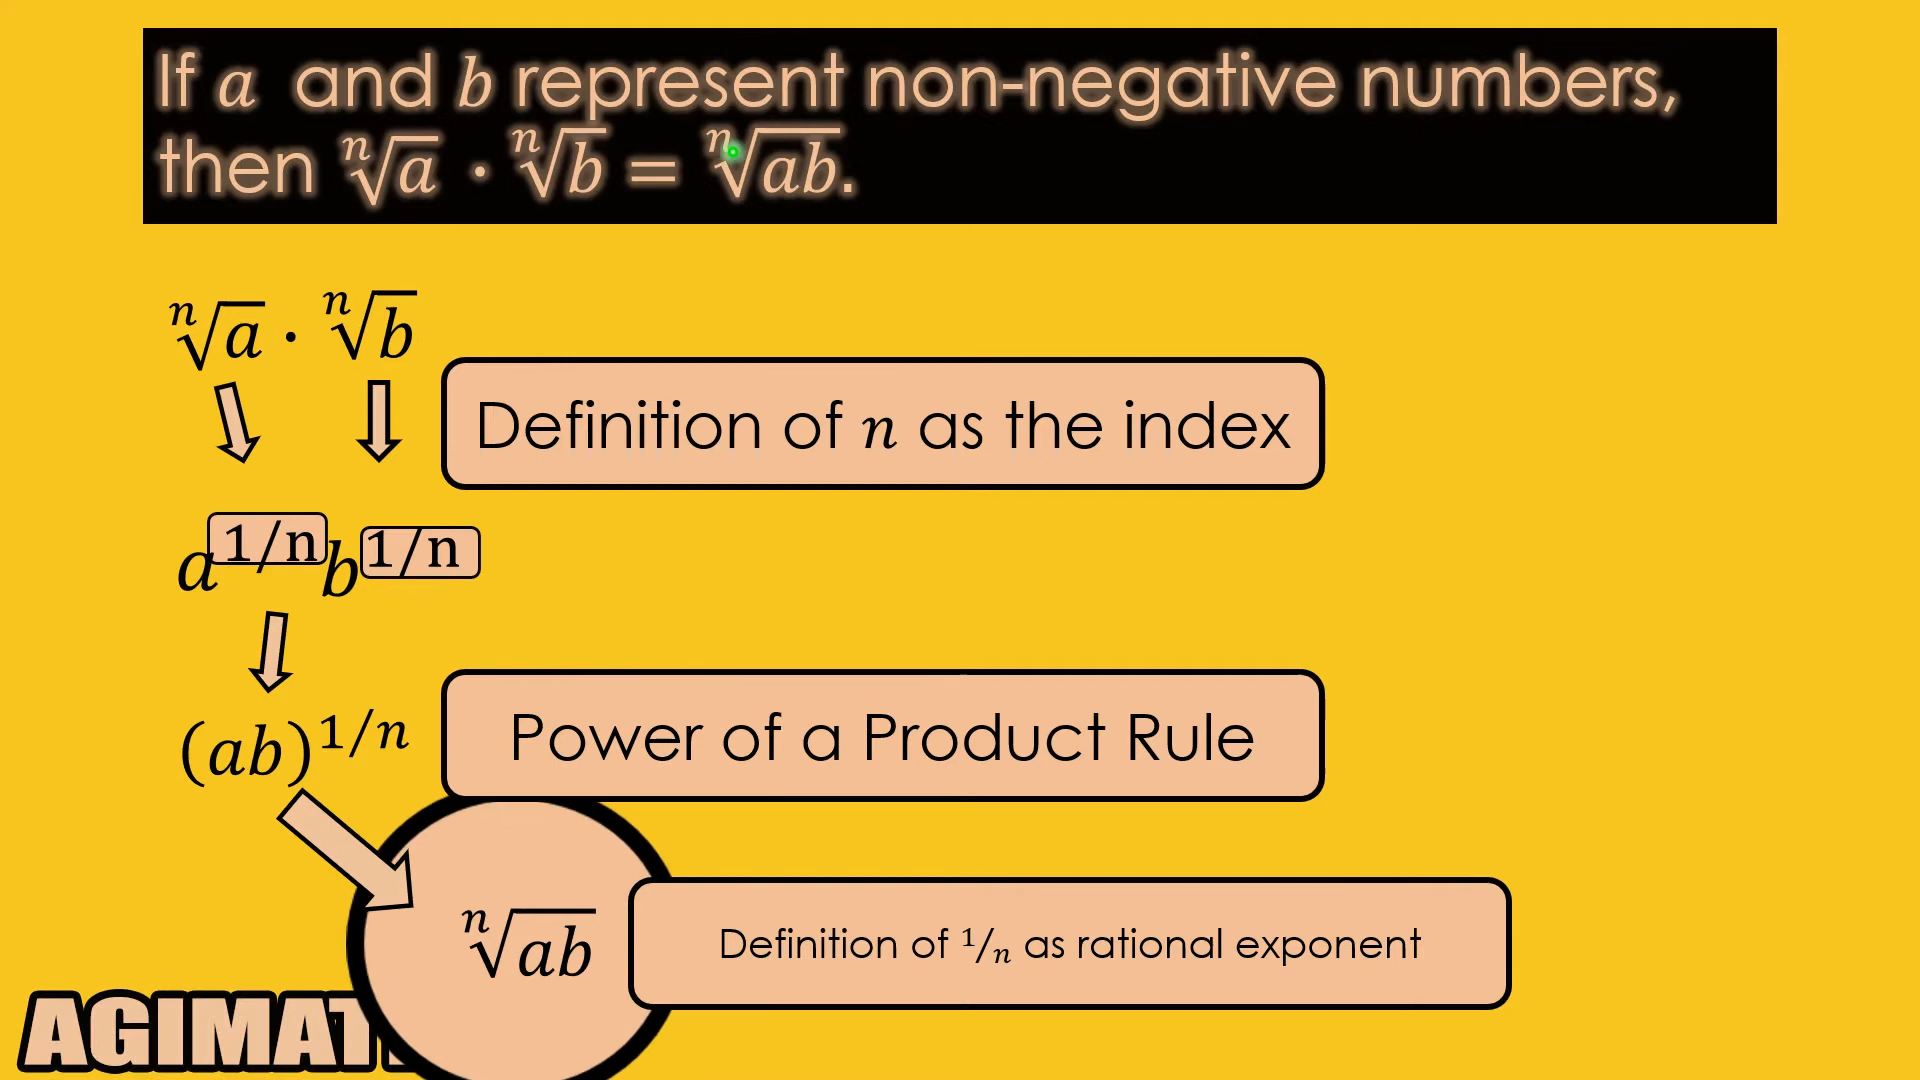 If a and b represent non-negative numbers,
then ⁿ√a · ⁿ√b = ⁿ√ab.
ⁿ√a · ⁿ√b
Definition of n as the index
a^1/n b^1/n
(ab)^1/n
Power of a Product Rule
ⁿ√ab
Definition of 1/n as rational exponent